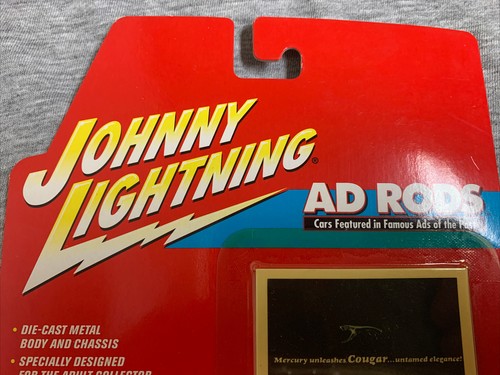 JOHNNY
LIGHTNING®
AD RODS
Cars Featured in Famous Ads of the Past
• DIE-CAST METAL
BODY AND CHASSIS
• SPECIALLY DESIGNED
FOR THE ADULT COLLECTOR
Mercury unleashes Cougar...untamed elegance!